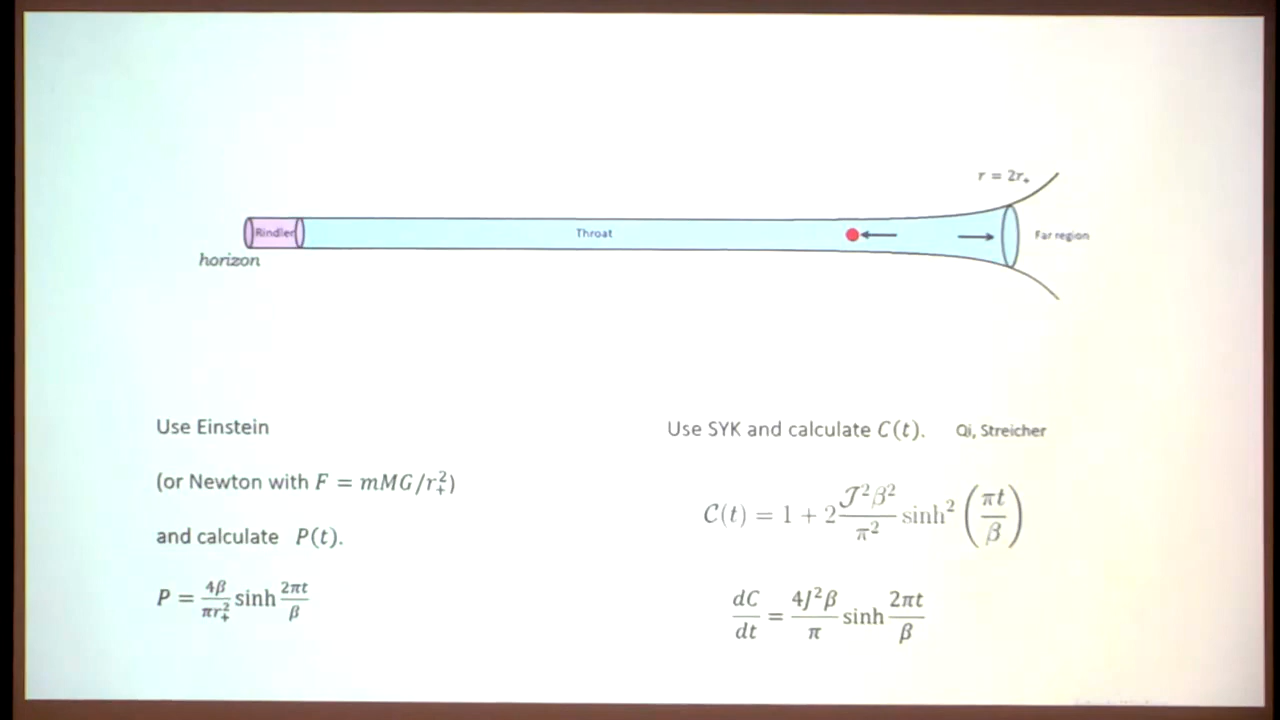 r = 2r₊
Rindler
Throat
Far region
horizon
Use Einstein
(or Newton with F = mMG/r₊²)
and calculate P(t).
P = 4β/πr₊² sinh 2πt/β
Use SYK and calculate C(t). Qi, Streicher
C(t) = 1 + 2 𝒥²β²/π² sinh² (πt/β)
dC/dt = 4J²β/π sinh 2πt/β